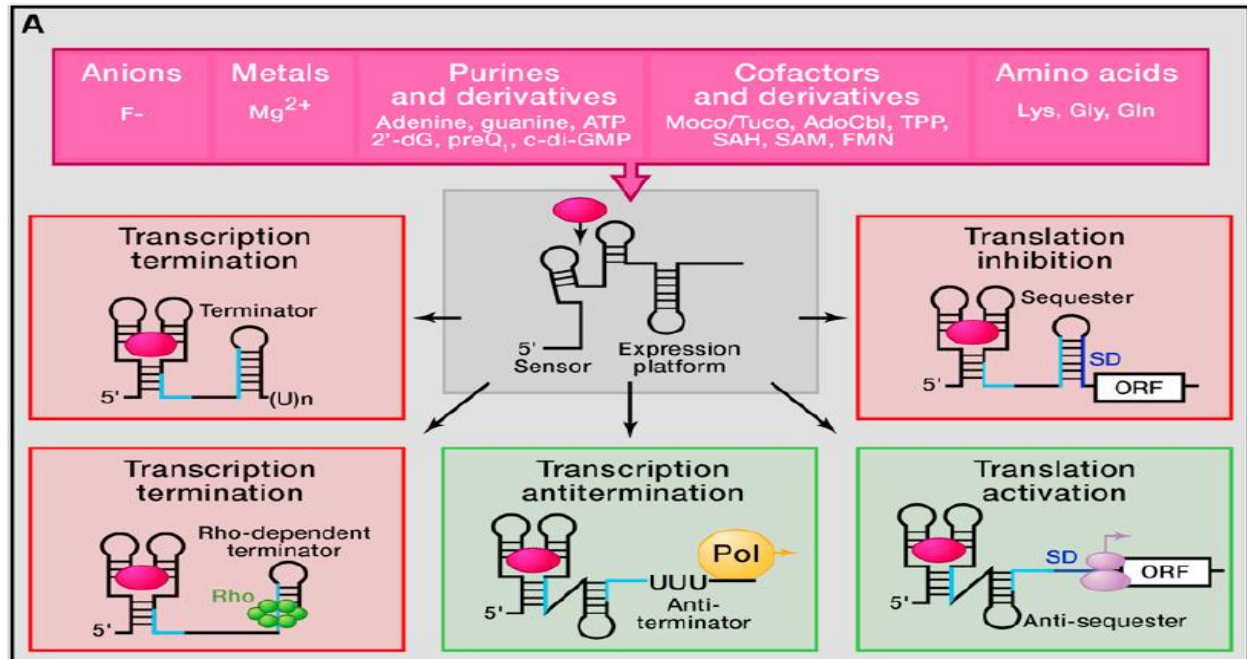 A
Anions
F-
Metals
Mg2+
Purines
and derivatives
Adenine, guanine, ATP
2'-dG, preQ1, c-di-GMP
Cofactors
and derivatives
Moco/Tuco, AdoCbl, TPP,
SAH, SAM, FMN
Amino acids
Lys, Gly, Gln
Transcription
termination
Terminator
5'
(U)n
5'
Sensor
Expression
platform
Translation
inhibition
Sequester
SD
5'
ORF
Transcription
termination
Rho-dependent
terminator
Rho
5'
Transcription
antitermination
Pol
UUU
5'
Anti-
terminator
Translation
activation
SD
ORF
5'
Anti-sequester